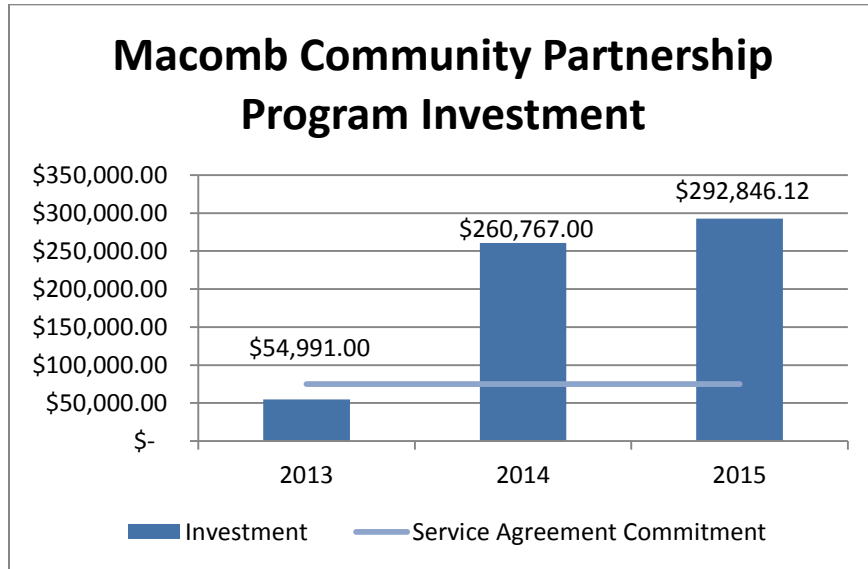 Macomb Community Partnership
Program Investment
$350,000.00
$300,000.00
$250,000.00
$200,000.00
$150,000.00
$100,000.00
$50,000.00
$-
$54,991.00
$260,767.00
$292,846.12
2013 2014 2015
Investment Service Agreement Commitment